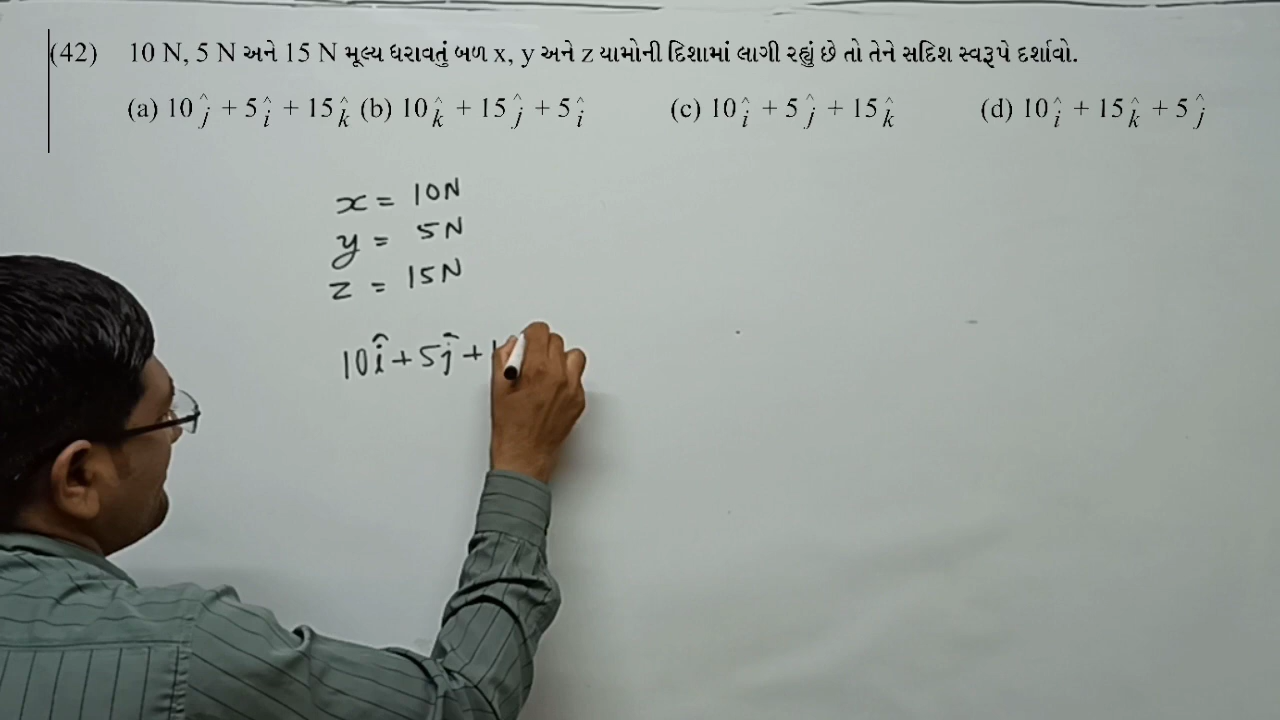 (42) 10 N, 5 N અને 15 N મૂલ્ય ધરાવતું બળ x, y અને z યામોની દિશામાં લાગી રહ્યું છે તો તેને સદિશ સ્વરૂપે દર્શાવો.
(a) 10 ĵ + 5 î + 15 k̂ (b) 10 k̂ + 15 ĵ + 5 î (c) 10 î + 5 ĵ + 15 k̂ (d) 10 î + 15 k̂ + 5 ĵ
x = 10N
y = 5N
z = 15N
10î + 5ĵ + 1